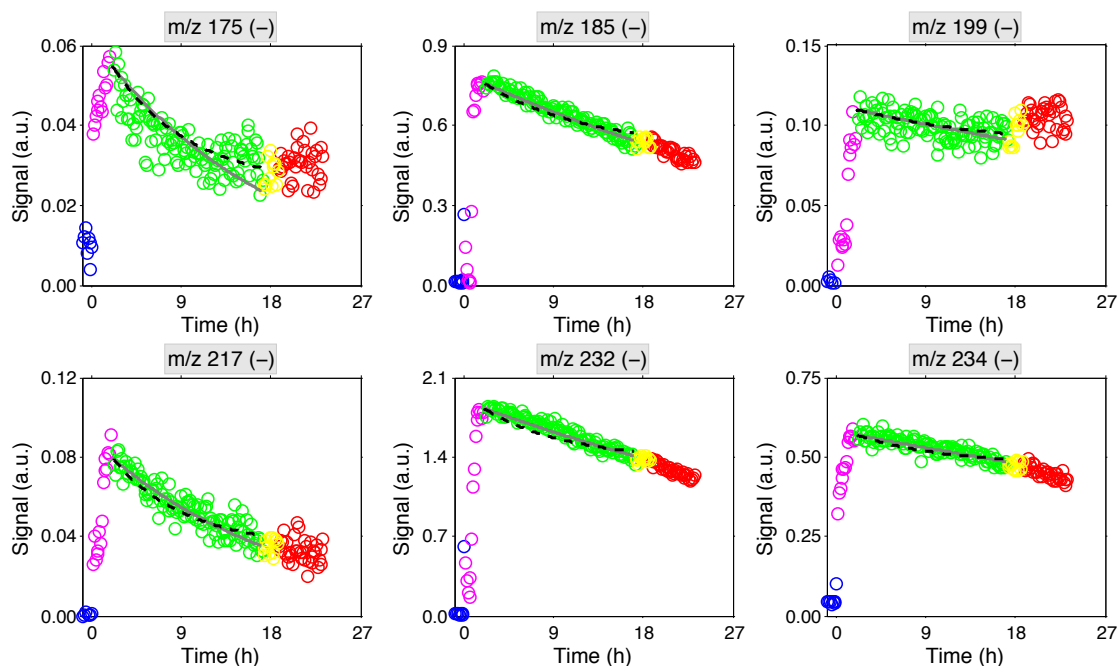 m/z 175 (−)
m/z 185 (−)
m/z 199 (−)
Signal (a.u.)
0.06
0.04
0.02
0.00
0 9 18 27
Time (h)
Signal (a.u.)
0.9
0.6
0.3
0.0
0 9 18 27
Time (h)
Signal (a.u.)
0.15
0.10
0.05
0.00
0 9 18 27
Time (h)
m/z 217 (−)
m/z 232 (−)
m/z 234 (−)
Signal (a.u.)
0.12
0.08
0.04
0.00
0 9 18 27
Time (h)
Signal (a.u.)
2.1
1.4
0.7
0.0
0 9 18 27
Time (h)
Signal (a.u.)
0.75
0.50
0.25
0.00
0 9 18 27
Time (h)